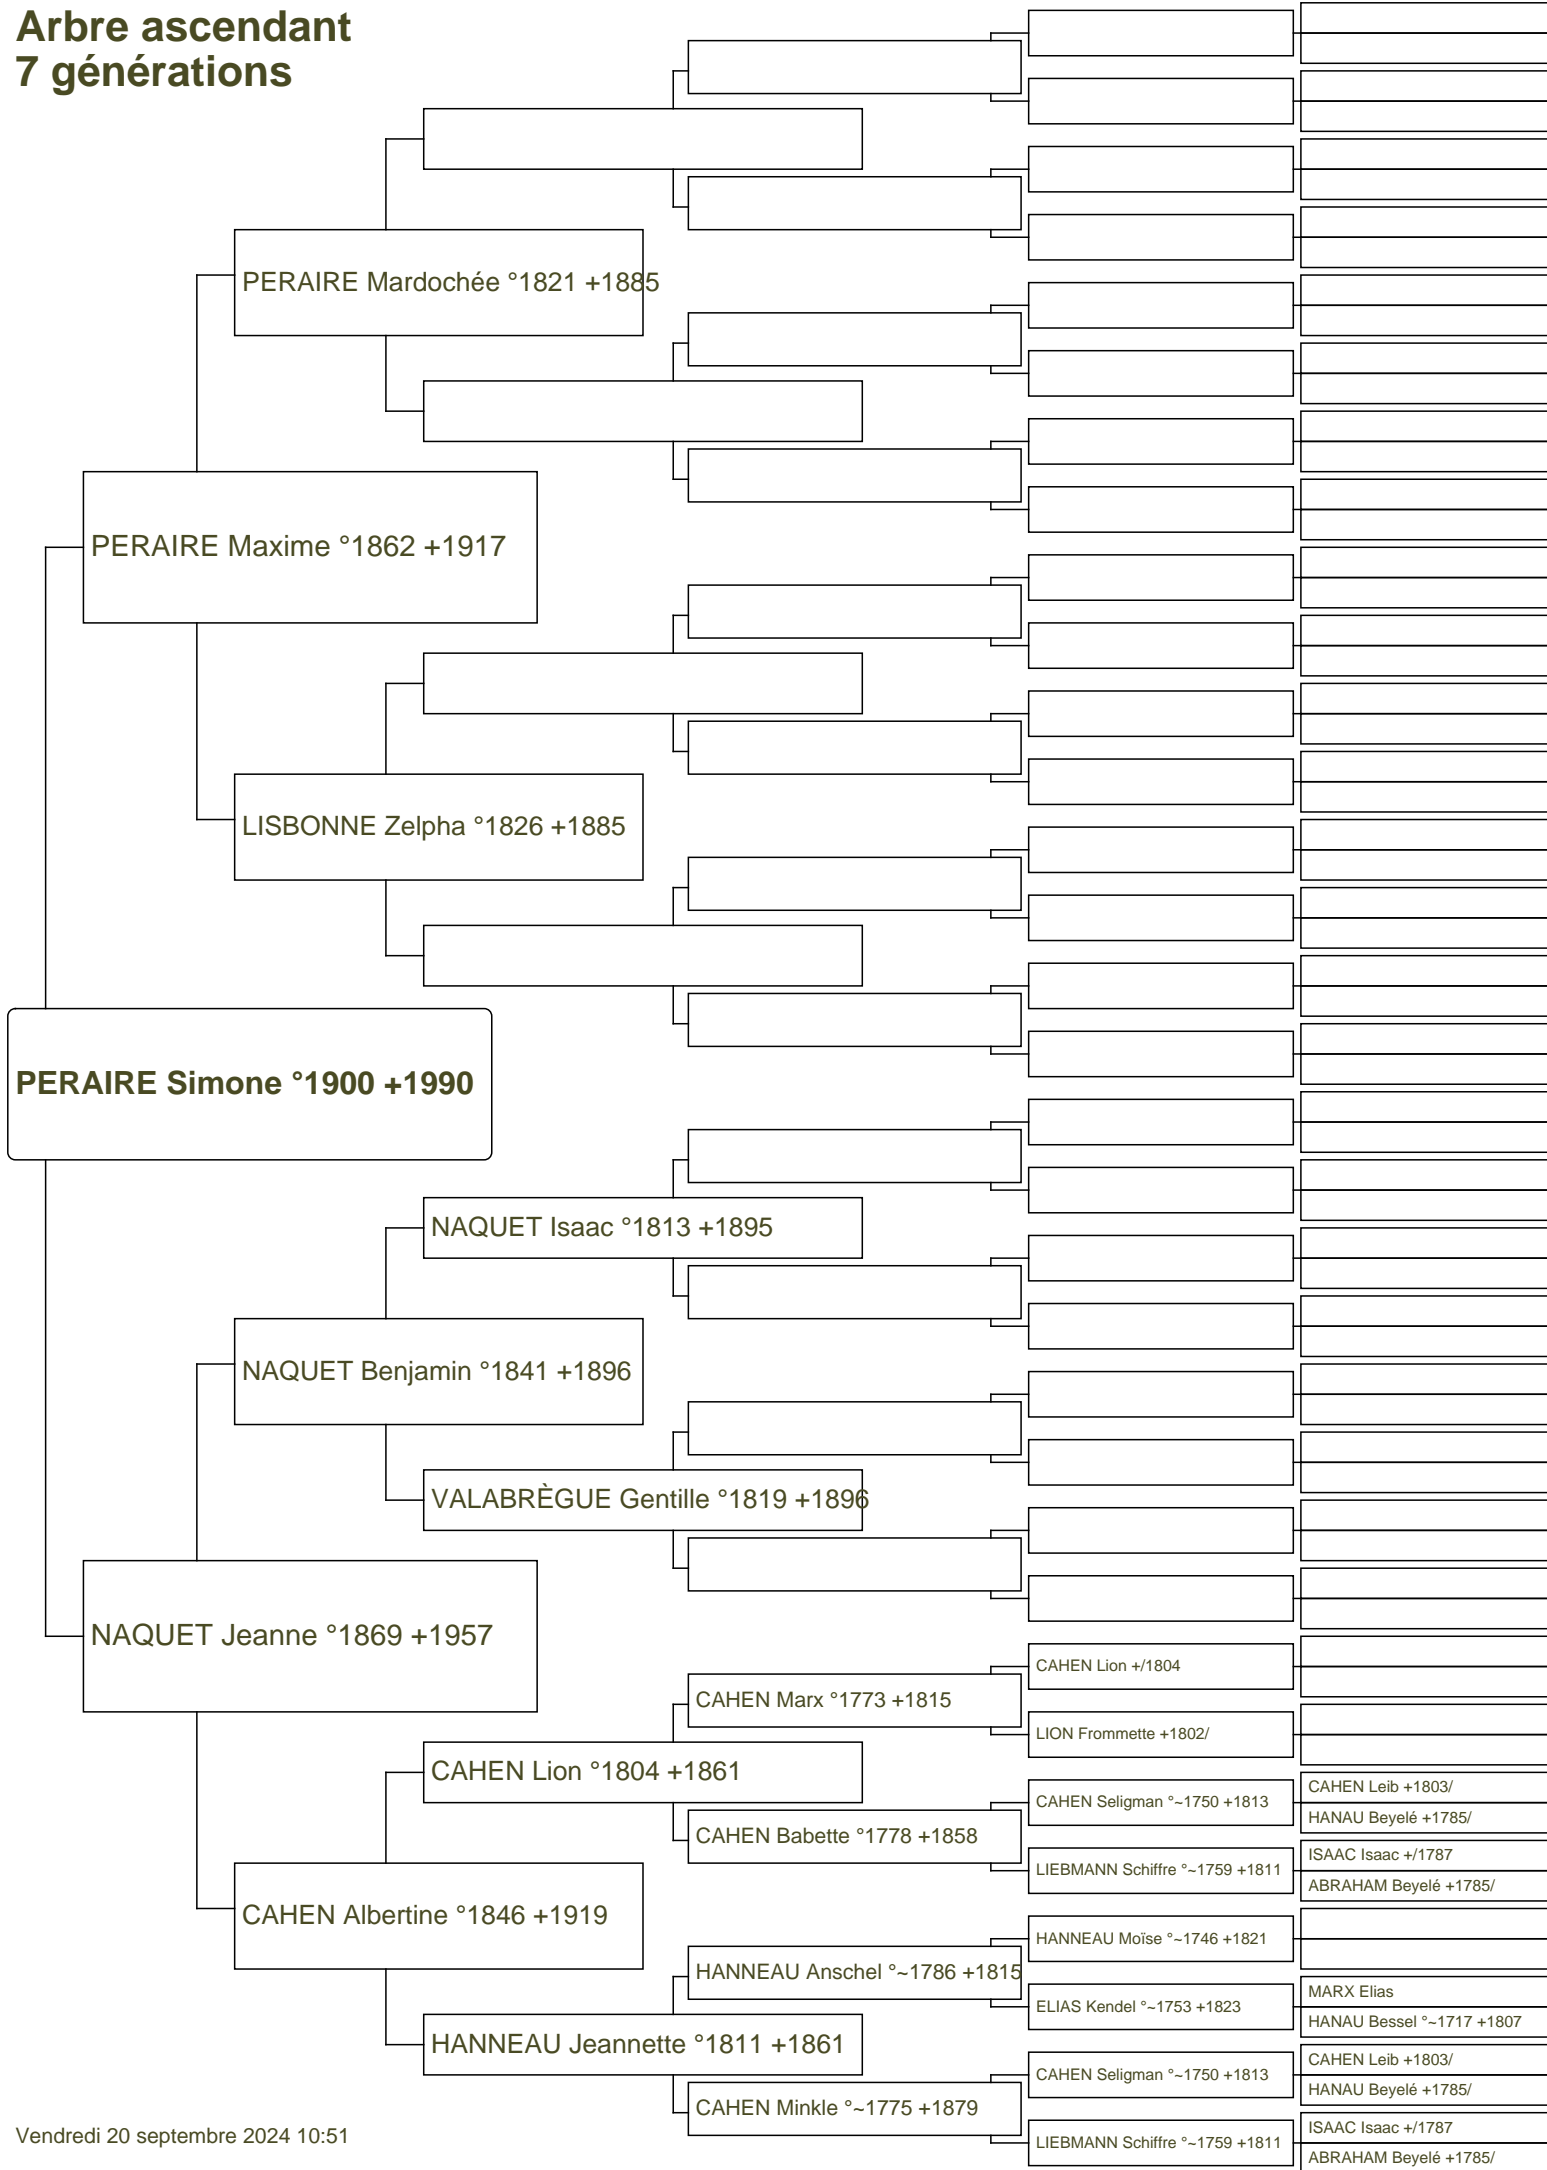 Arbre ascendant
7 générations
PERAIRE Mardochée °1821 +1885
PERAIRE Maxime °1862 +1917
LISBONNE Zelpha °1826 +1885
PERAIRE Simone °1900 +1990
NAQUET Isaac °1813 +1895
NAQUET Benjamin °1841 +1896
VALABRÈGUE Gentille °1819 +1896
NAQUET Jeanne °1869 +1957
CAHEN Lion +/1804
CAHEN Marx °1773 +1815
LION Frommette +1802/
CAHEN Lion °1804 +1861
CAHEN Leib +1803/
CAHEN Seligman °~1750 +1813
HANAU Beyelé +1785/
CAHEN Babette °1778 +1858
ISAAC Isaac +/1787
LIEBMANN Schiffre °~1759 +1811
ABRAHAM Beyelé +1785/
CAHEN Albertine °1846 +1919
HANNEAU Moïse °~1746 +1821
HANNEAU Anschel °~1786 +1815
MARX Elias
ELIAS Kendel °~1753 +1823
HANAU Bessel °~1717 +1807
HANNEAU Jeannette °1811 +1861
CAHEN Leib +1803/
CAHEN Seligman °~1750 +1813
HANAU Beyelé +1785/
CAHEN Minkle °~1775 +1879
ISAAC Isaac +/1787
LIEBMANN Schiffre °~1759 +1811
ABRAHAM Beyelé +1785/
Vendredi 20 septembre 2024 10:51